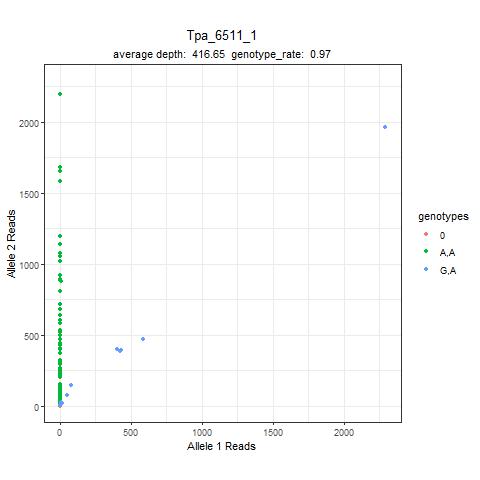 Tpa_6511_1
average depth:  416.65  genotype_rate:  0.97
2000
1500
1000
500
0
Allele 2 Reads
0
500
1000
1500
2000
Allele 1 Reads
genotypes
0
A,A
G,A